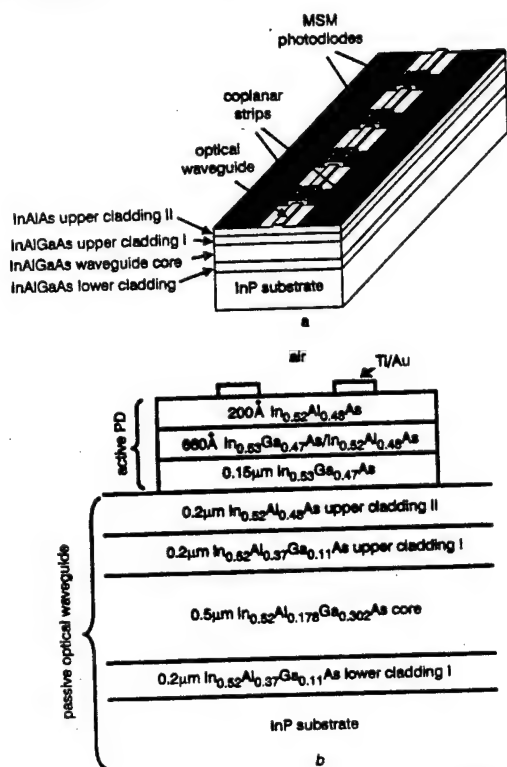 MSM
photodiodes
coplanar
strips
optical
waveguide
InAlAs upper cladding II
InAlGaAs upper cladding I
InAlGaAs waveguide core
InAlGaAs lower cladding
InP substrate
a
air
Ti/Au
active PD
200Å In0.52Al0.48As
660Å In0.53Ga0.47As/In0.52Al0.48As
0.15μm In0.53Ga0.47As
0.2μm In0.52Al0.48As upper cladding II
0.2μm In0.52Al0.37Ga0.11As upper cladding I
passive optical waveguide
0.5μm In0.52Al0.178Ga0.302As core
0.2μm In0.52Al0.37Ga0.11As lower cladding I
InP substrate
b